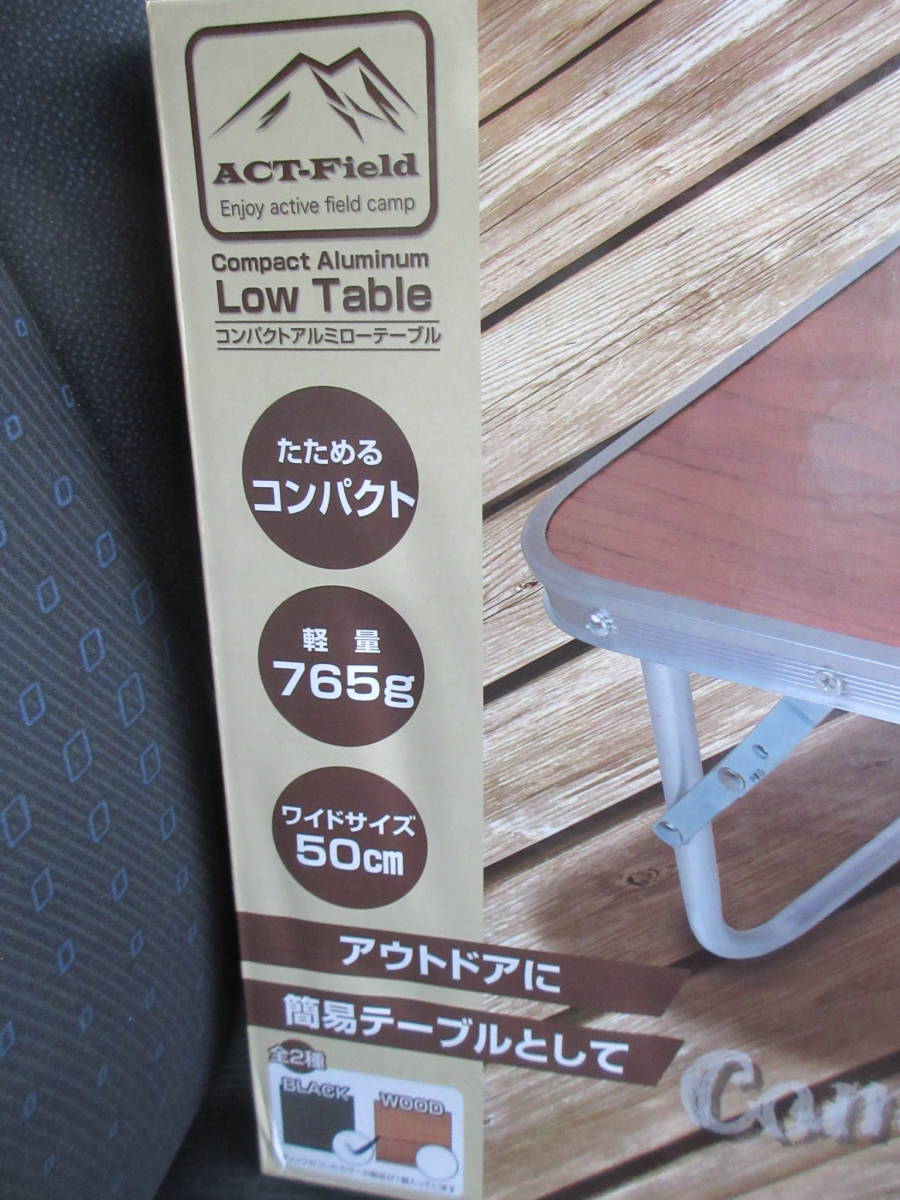 ACT-Field
Enjoy active field camp
Compact Aluminum
Low Table
コンパクトアルミローテーブル
たためる
コンパクト
軽量
765g
ワイドサイズ
50cm
アウトドアに
簡易テーブルとして
全2種
BLACK
WOOD
Com